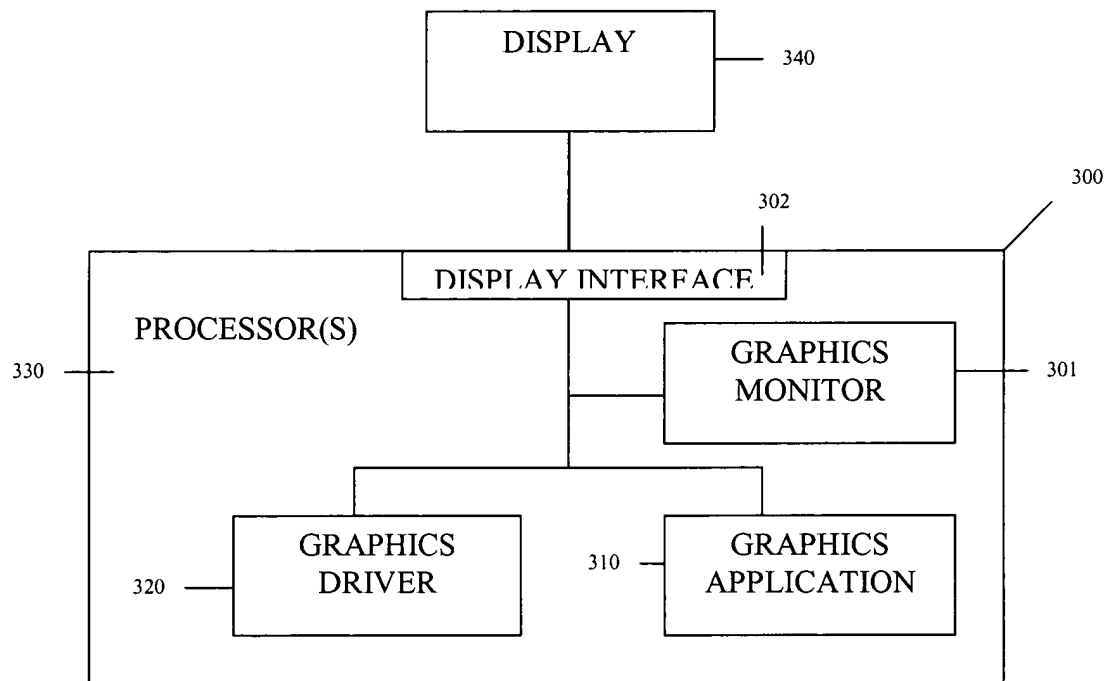 DISPLAY
340
300
302
DISPLAY INTERFACE
PROCESSOR(S)
330
GRAPHICS
MONITOR
301
GRAPHICS
DRIVER
320
310
GRAPHICS
APPLICATION